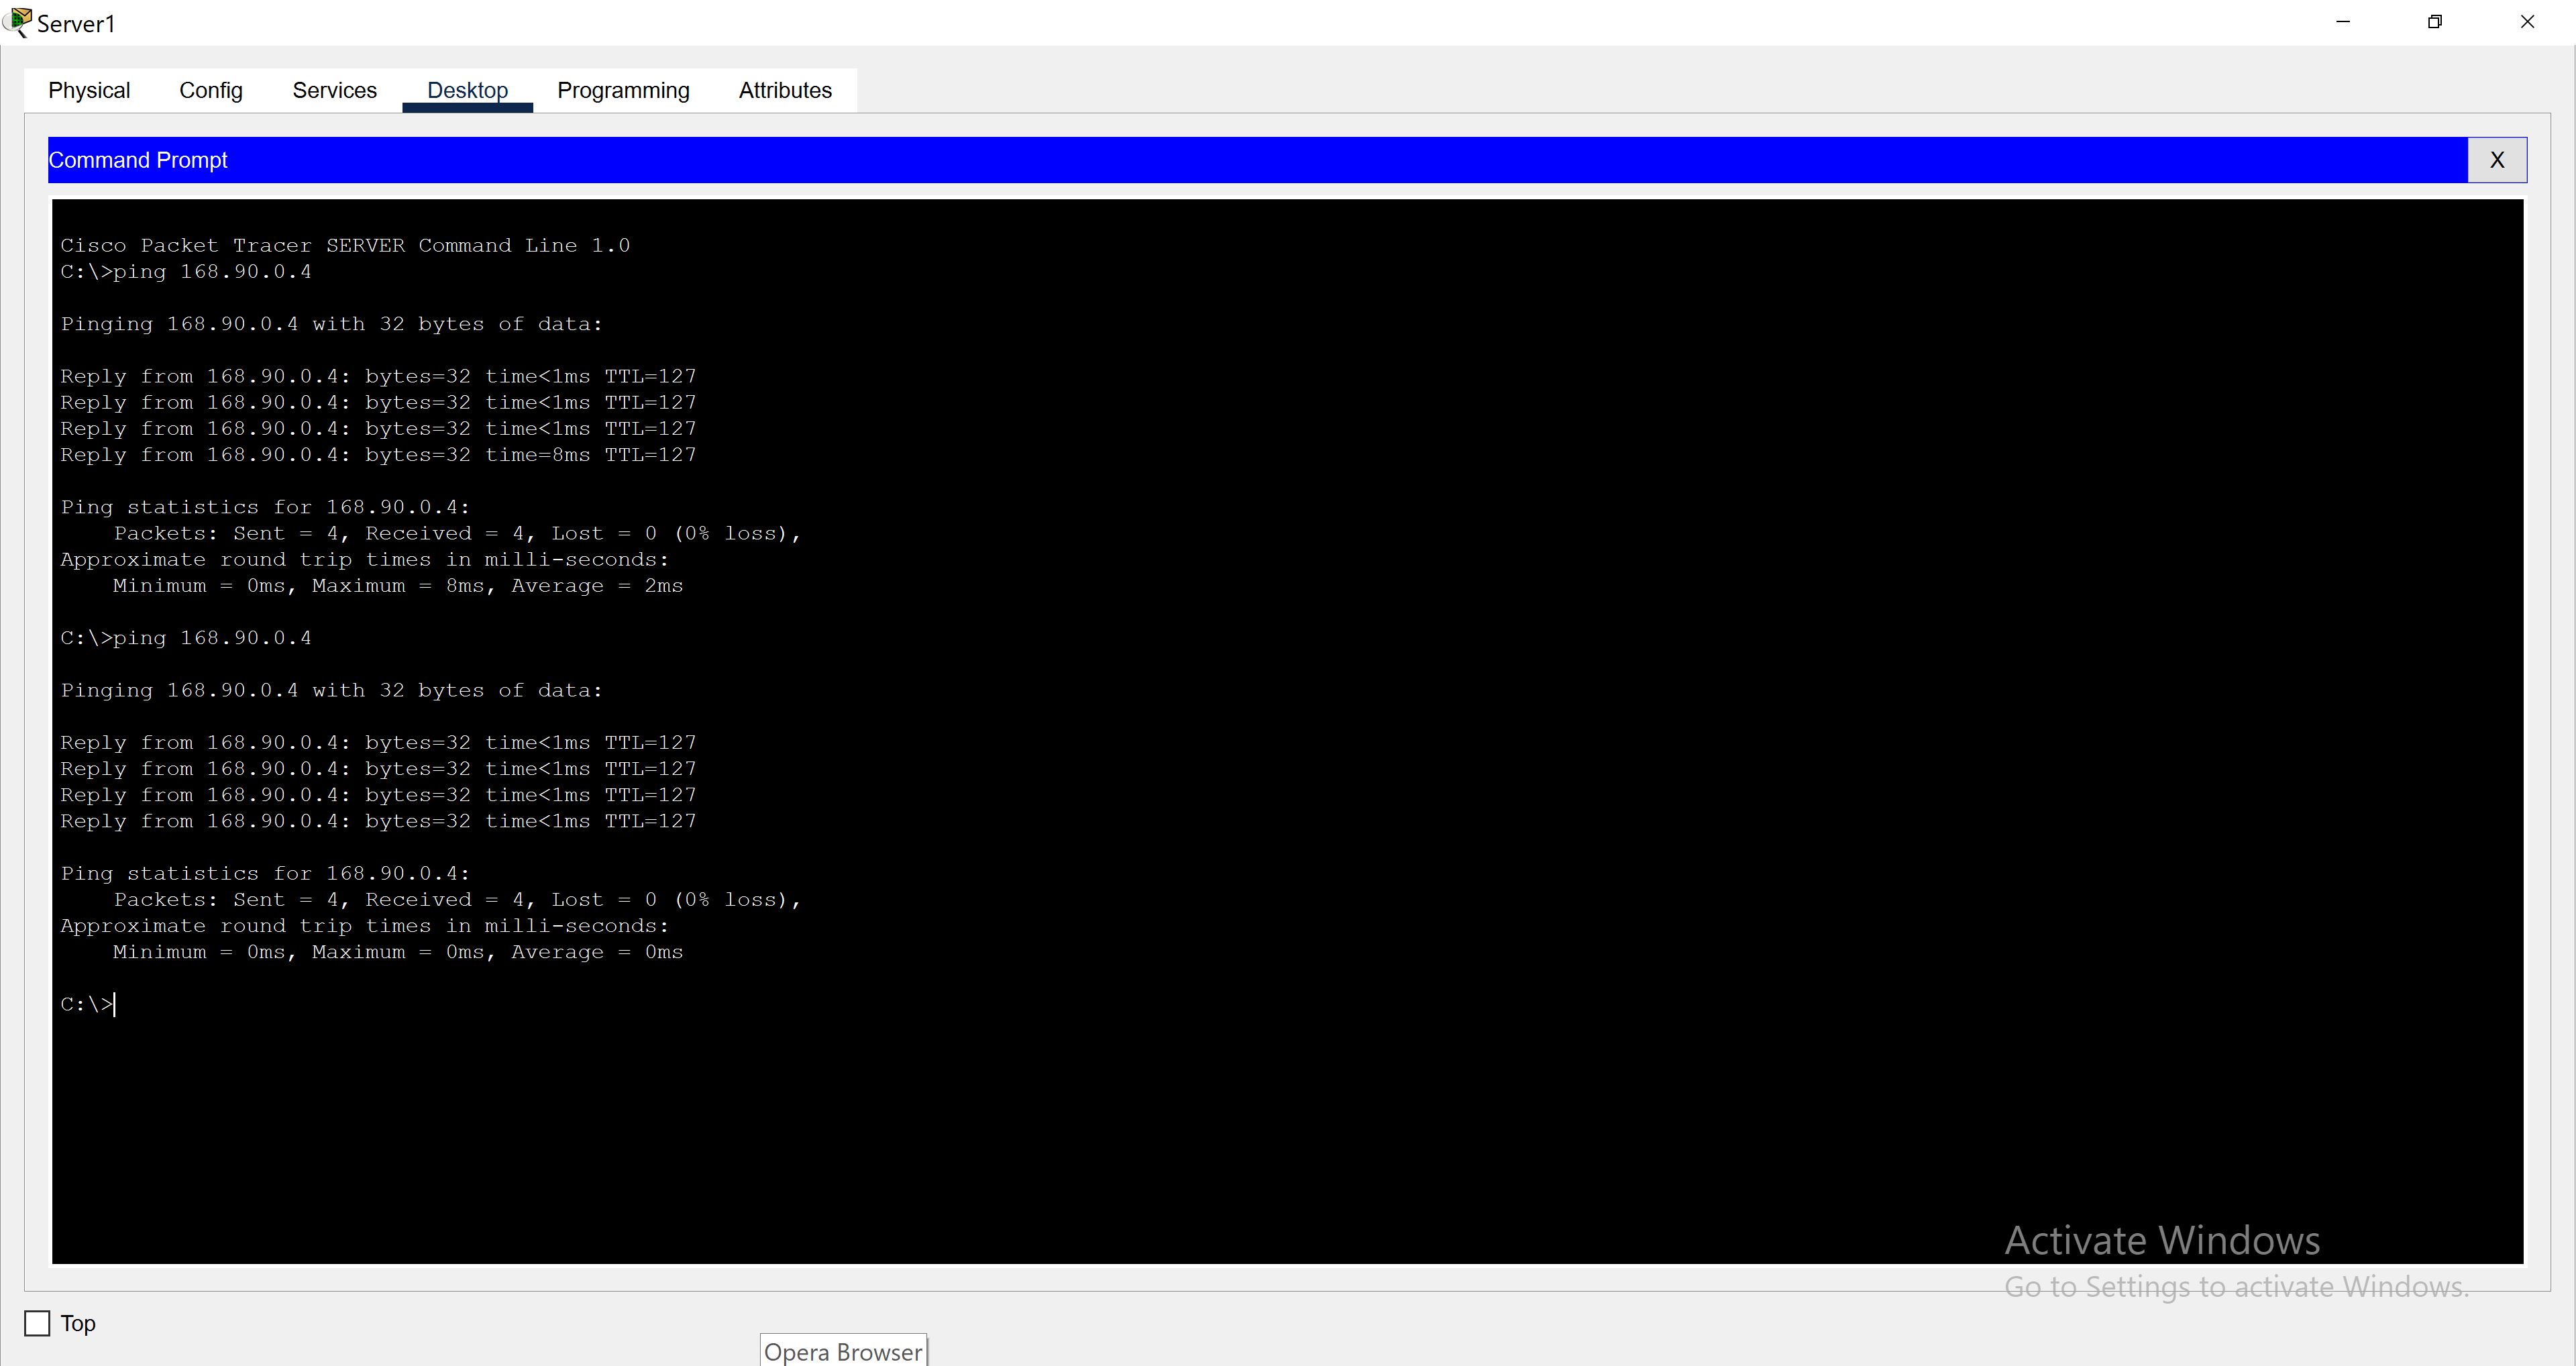 Server1
Physical Config Services Desktop Programming Attributes
Command Prompt X
Cisco Packet Tracer SERVER Command Line 1.0
C:\>ping 168.90.0.4
Pinging 168.90.0.4 with 32 bytes of data:
Reply from 168.90.0.4: bytes=32 time<1ms TTL=127
Reply from 168.90.0.4: bytes=32 time<1ms TTL=127
Reply from 168.90.0.4: bytes=32 time<1ms TTL=127
Reply from 168.90.0.4: bytes=32 time=8ms TTL=127
Ping statistics for 168.90.0.4:
    Packets: Sent = 4, Received = 4, Lost = 0 (0% loss),
Approximate round trip times in milli-seconds:
    Minimum = 0ms, Maximum = 8ms, Average = 2ms
C:\>ping 168.90.0.4
Pinging 168.90.0.4 with 32 bytes of data:
Reply from 168.90.0.4: bytes=32 time<1ms TTL=127
Reply from 168.90.0.4: bytes=32 time<1ms TTL=127
Reply from 168.90.0.4: bytes=32 time<1ms TTL=127
Reply from 168.90.0.4: bytes=32 time<1ms TTL=127
Ping statistics for 168.90.0.4:
    Packets: Sent = 4, Received = 4, Lost = 0 (0% loss),
Approximate round trip times in milli-seconds:
    Minimum = 0ms, Maximum = 0ms, Average = 0ms
C:\>
Activate Windows
Go to Settings to activate Windows.
Top
Opera Browser